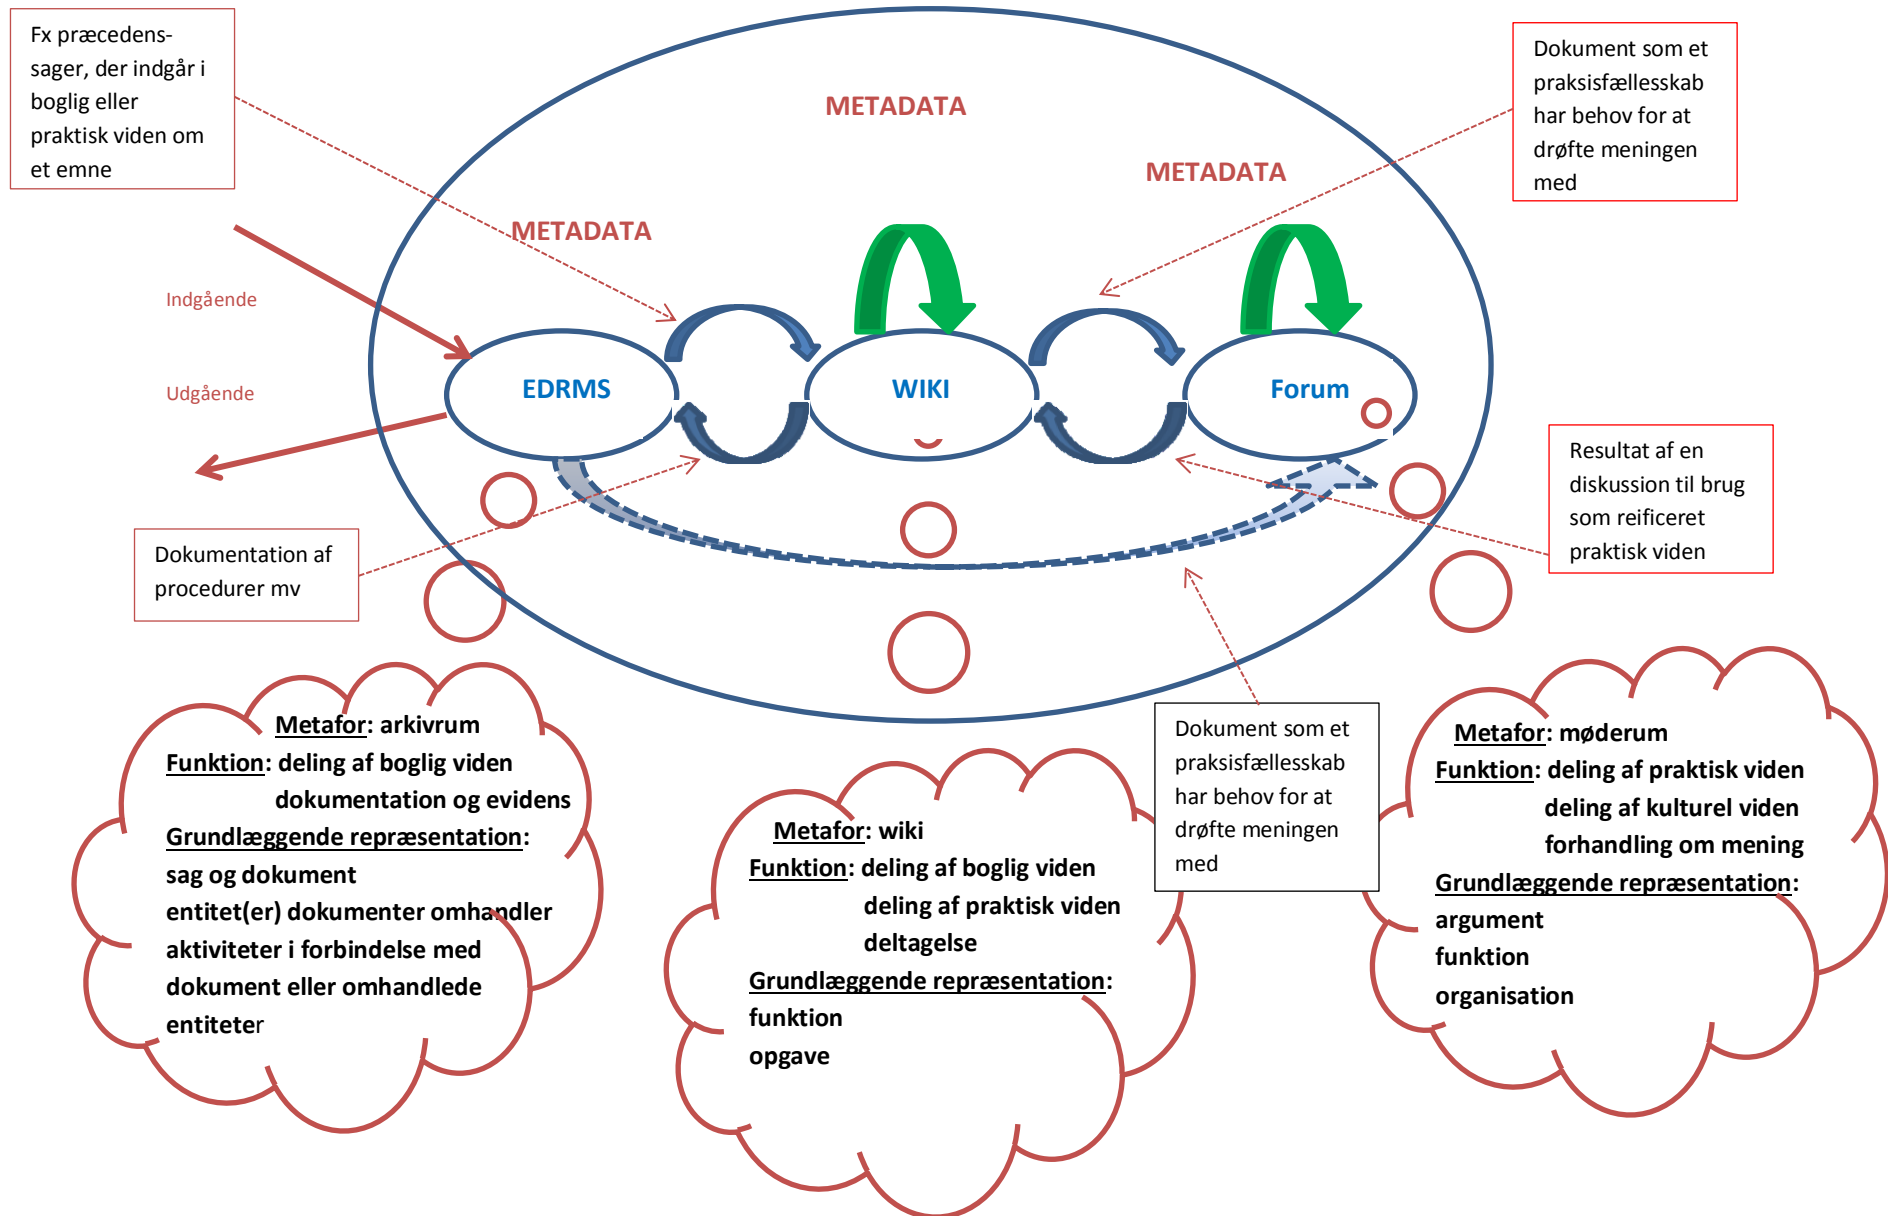 Fx præcedens-
sager, der indgår i
boglig eller
praktisk viden om
et emne
METADATA
Dokument som et
praksisfællesskab
har behov for at
drøfte meningen
med
METADATA
METADATA
Indgående
Udgående
EDRMS
WIKI
Forum
Dokumentation af
procedurer mv
Resultat af en
diskussion til brug
som reificeret
praktisk viden
Metafor: arkivrum
Funktion: deling af boglig viden
dokumentation og evidens
Grundlæggende repræsentation:
sag og dokument
entitet(er) dokumenter omhandler
aktiviteter i forbindelse med
dokument eller omhandlede
entiteter
Metafor: wiki
Funktion: deling af boglig viden
deling af praktisk viden
deltagelse
Grundlæggende repræsentation:
funktion
opgave
Dokument som et
praksisfællesskab
har behov for at
drøfte meningen
med
Metafor: møderum
Funktion: deling af praktisk viden
deling af kulturel viden
forhandling om mening
Grundlæggende repræsentation:
argument
funktion
organisation